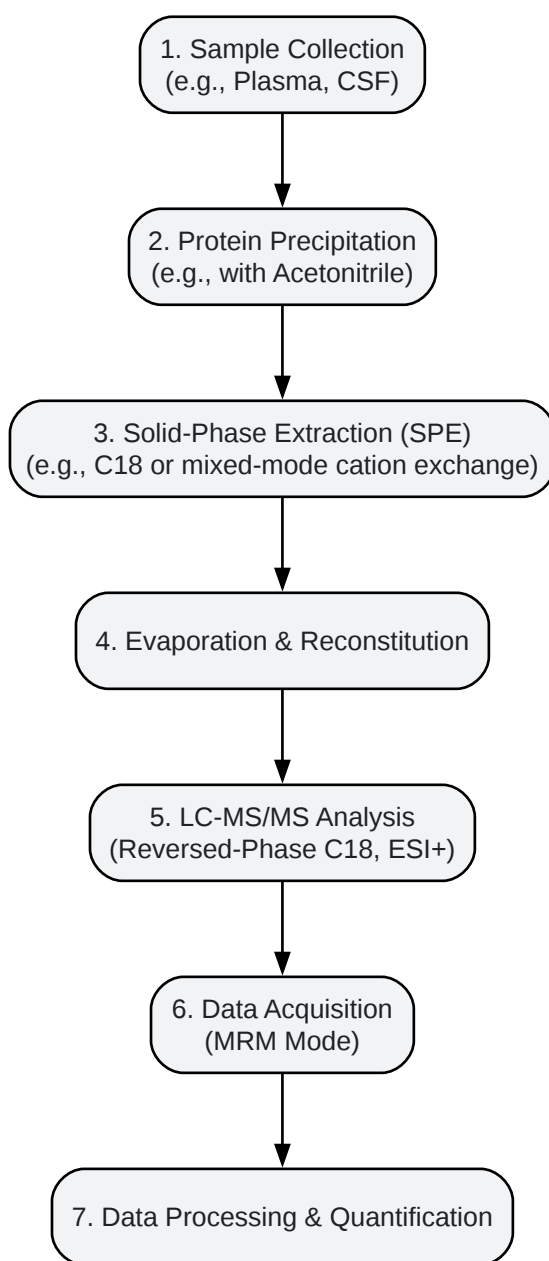 1. Sample Collection
(e.g., Plasma, CSF)
2. Protein Precipitation
(e.g., with Acetonitrile)
3. Solid-Phase Extraction (SPE)
(e.g., C18 or mixed-mode cation exchange)
4. Evaporation & Reconstitution
5. LC-MS/MS Analysis
(Reversed-Phase C18, ESI+)
6. Data Acquisition
(MRM Mode)
7. Data Processing & Quantification